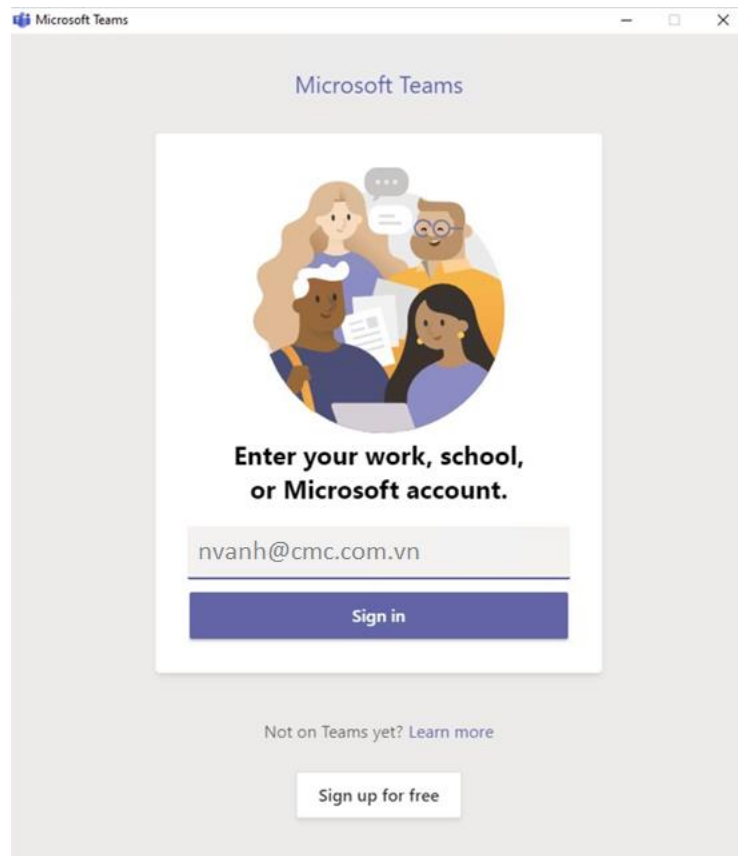 Microsoft Teams
Microsoft Teams
Enter your work, school,
or Microsoft account.
nvanh@cmc.com.vn
Sign in
Not on Teams yet? Learn more
Sign up for free